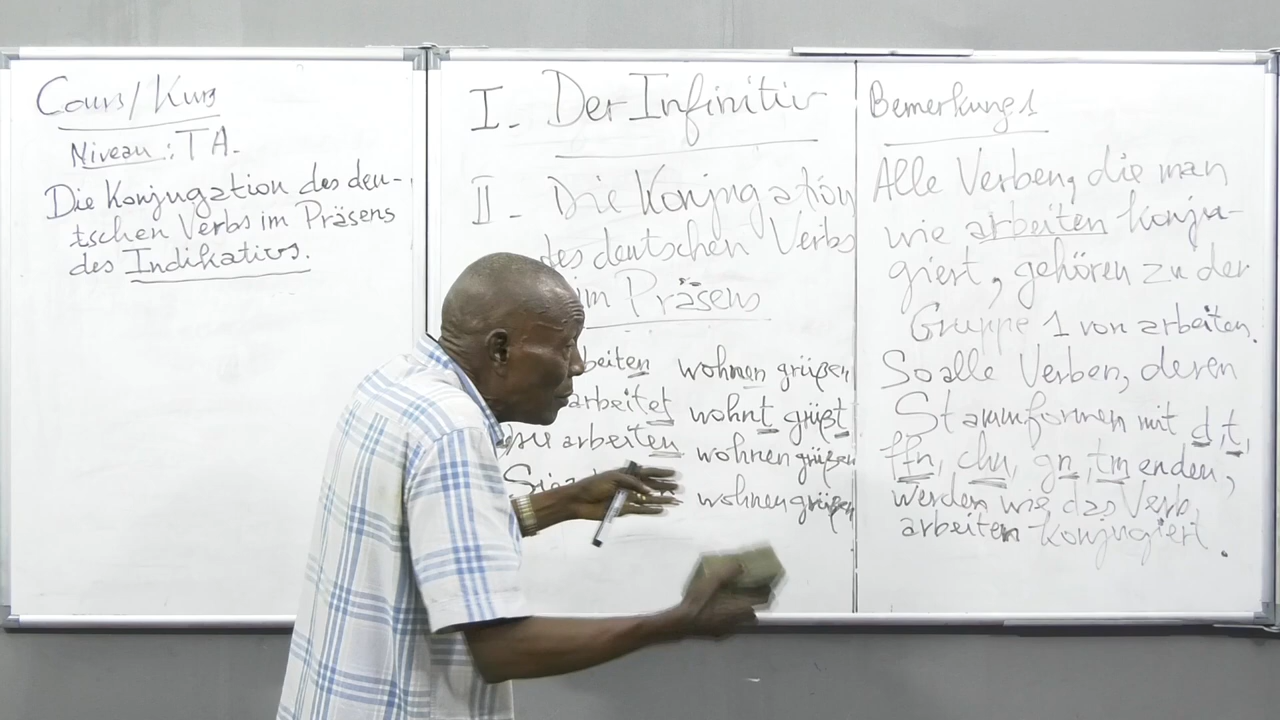 Cours/Kurs
Niveau: TA.
Die Konjugation des deu-
tschen Verbs im Präsens
des Indikativs.
I - Der Infinitiv
II - Die Konjugation
des deutschen Verbs
im Präsens
beiten wohnen grüßen
arbeitet wohnt grüßt
arbeiten wohnen grüßen
Sie wohnen grüßen
Bemerkung 1
Alle Verben, die man
wie arbeiten konju-
giert, gehören zu der
Gruppe 1 von arbeiten.
So alle Verben, deren
Stammformen mit d, t,
ffn, chn, gn, tm enden,
werden wie das Verb
arbeiten konjugiert.